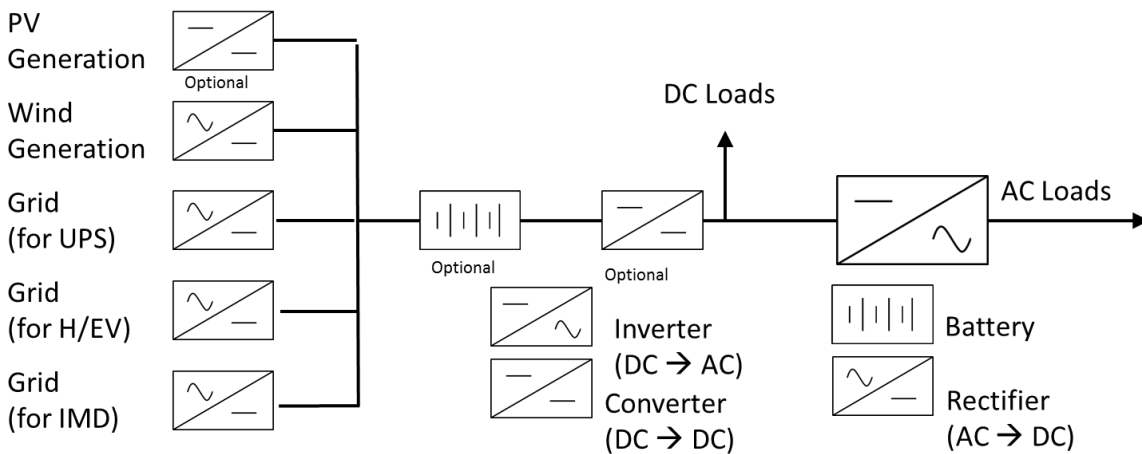 PV
Generation
Optional
Wind
Generation
Grid
(for UPS)
Grid
(for H/EV)
Grid
(for IMD)
Optional
Optional
DC Loads
AC Loads
Inverter
(DC → AC)
Converter
(DC → DC)
Battery
Rectifier
(AC → DC)